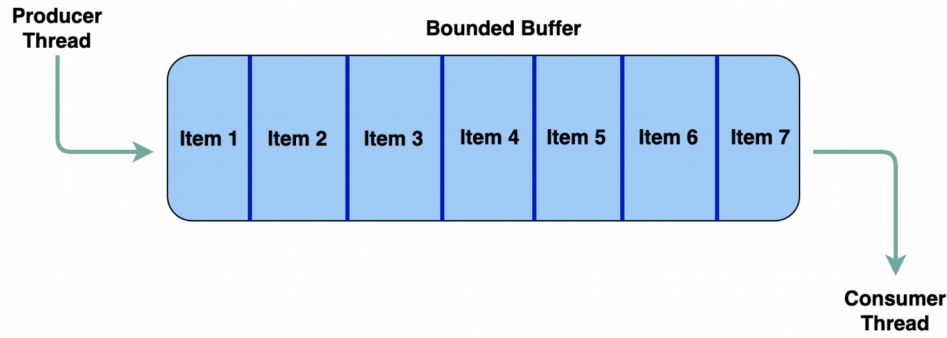 Producer
Thread
Bounded Buffer
Item 1 Item 2 Item 3 Item 4 Item 5 Item 6 Item 7
Consumer
Thread